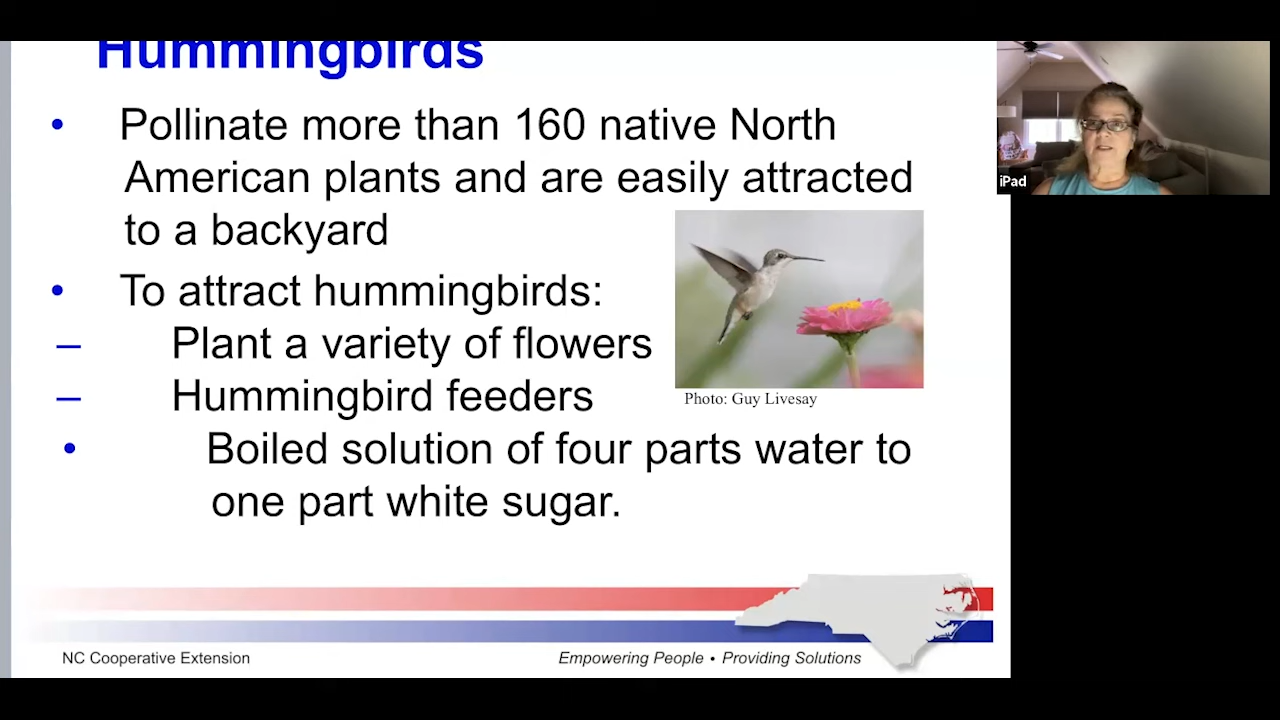 Hummingbirds
• Pollinate more than 160 native North
American plants and are easily attracted
to a backyard
• To attract hummingbirds:
– Plant a variety of flowers
– Hummingbird feeders
• Boiled solution of four parts water to
one part white sugar.
Photo: Guy Livesay
NC Cooperative Extension
Empowering People • Providing Solutions
iPad